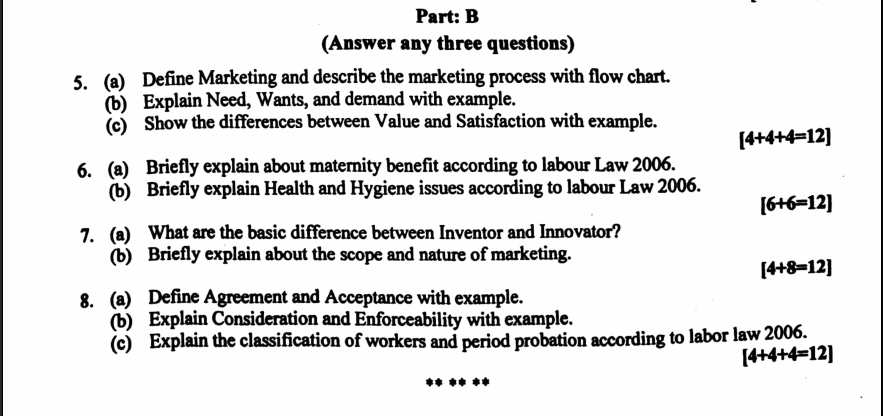 Part: B
(Answer any three questions)
5. (a) Define Marketing and describe the marketing process with flow chart.
(b) Explain Need, Wants, and demand with example.
(c) Show the differences between Value and Satisfaction with example.
[4+4+4=12]
6. (a) Briefly explain about maternity benefit according to labour Law 2006.
(b) Briefly explain Health and Hygiene issues according to labour Law 2006.
[6+6=12]
7. (a) What are the basic difference between Inventor and Innovator?
(b) Briefly explain about the scope and nature of marketing.
[4+8=12]
8. (a) Define Agreement and Acceptance with example.
(b) Explain Consideration and Enforceability with example.
(c) Explain the classification of workers and period probation according to labor law 2006.
[4+4+4=12]
** ** **